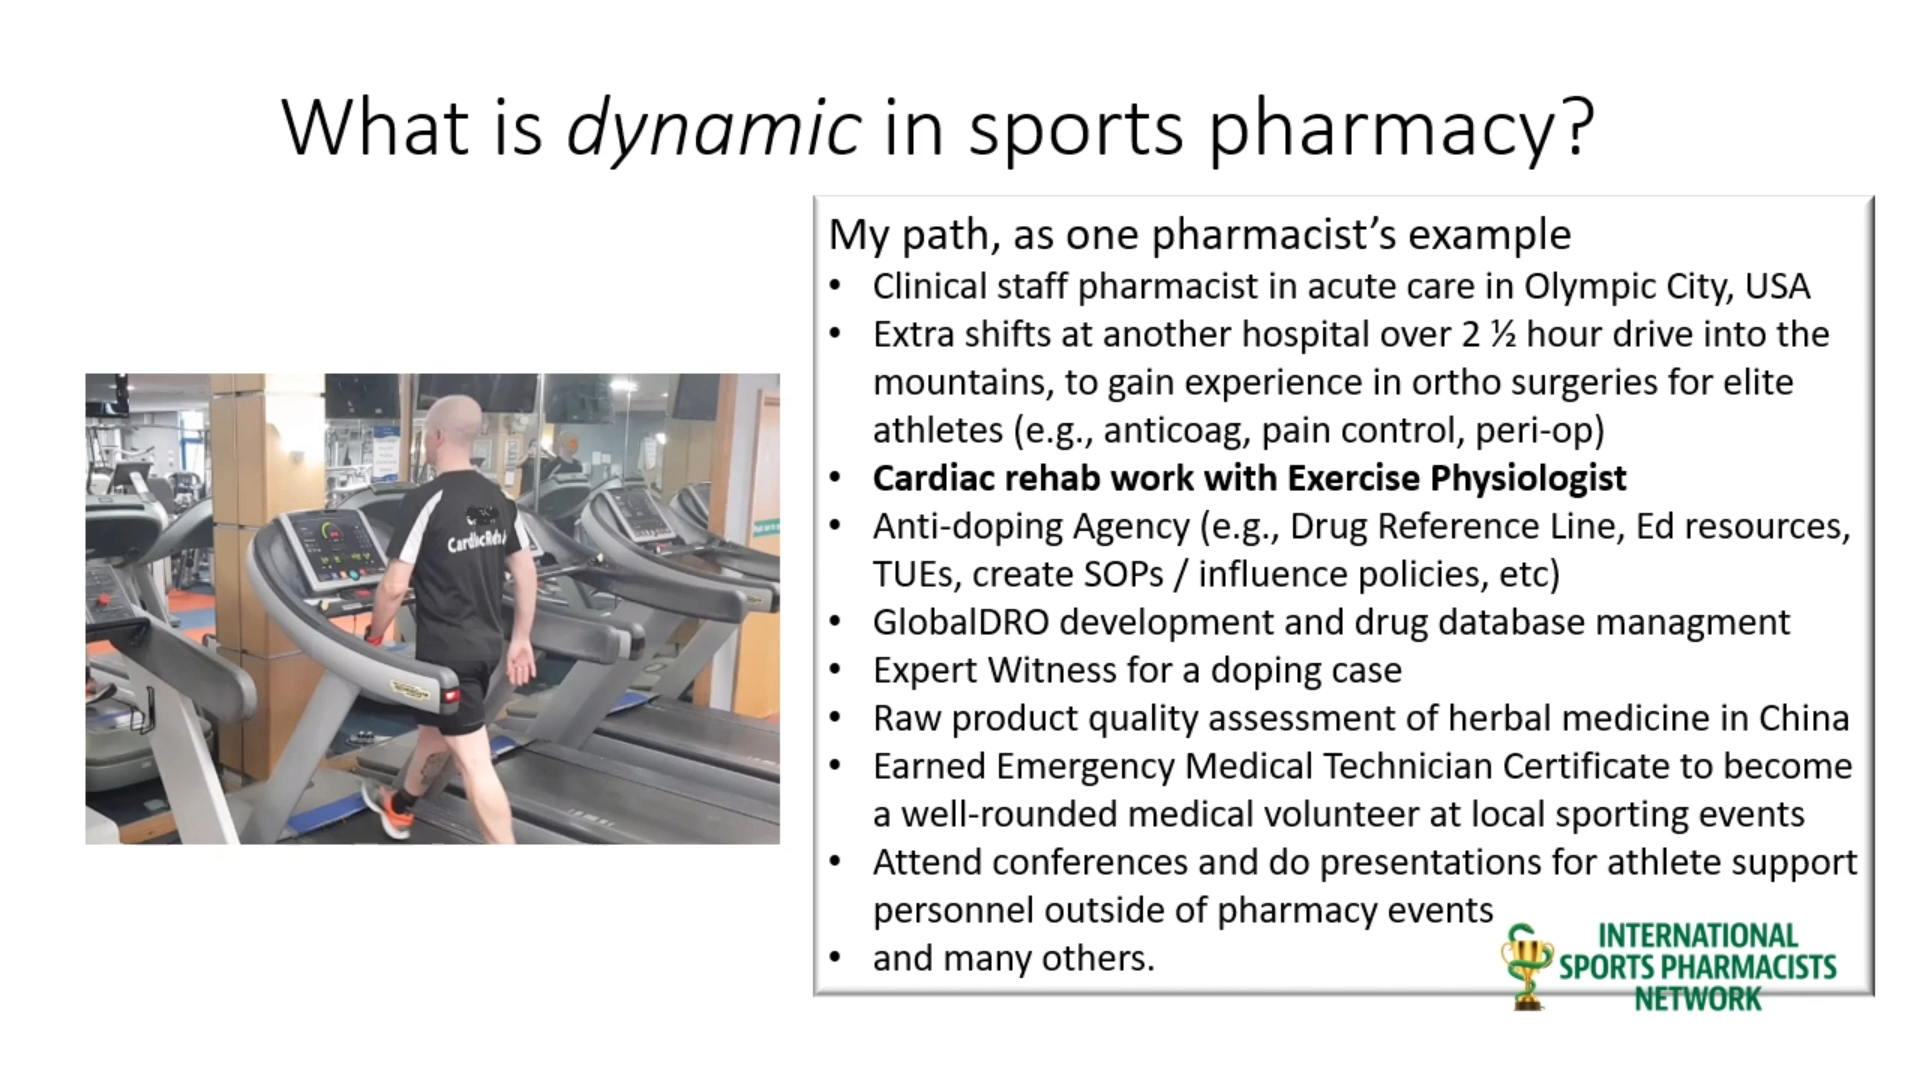 What is dynamic in sports pharmacy?
My path, as one pharmacist’s example
• Clinical staff pharmacist in acute care in Olympic City, USA
• Extra shifts at another hospital over 2 ½ hour drive into the
mountains, to gain experience in ortho surgeries for elite
athletes (e.g., anticoag, pain control, peri-op)
• Cardiac rehab work with Exercise Physiologist
• Anti-doping Agency (e.g., Drug Reference Line, Ed resources,
TUEs, create SOPs / influence policies, etc)
• GlobalDRO development and drug database managment
• Expert Witness for a doping case
• Raw product quality assessment of herbal medicine in China
• Earned Emergency Medical Technician Certificate to become
a well-rounded medical volunteer at local sporting events
• Attend conferences and do presentations for athlete support
personnel outside of pharmacy events
• and many others.
INTERNATIONAL
SPORTS PHARMACISTS
NETWORK